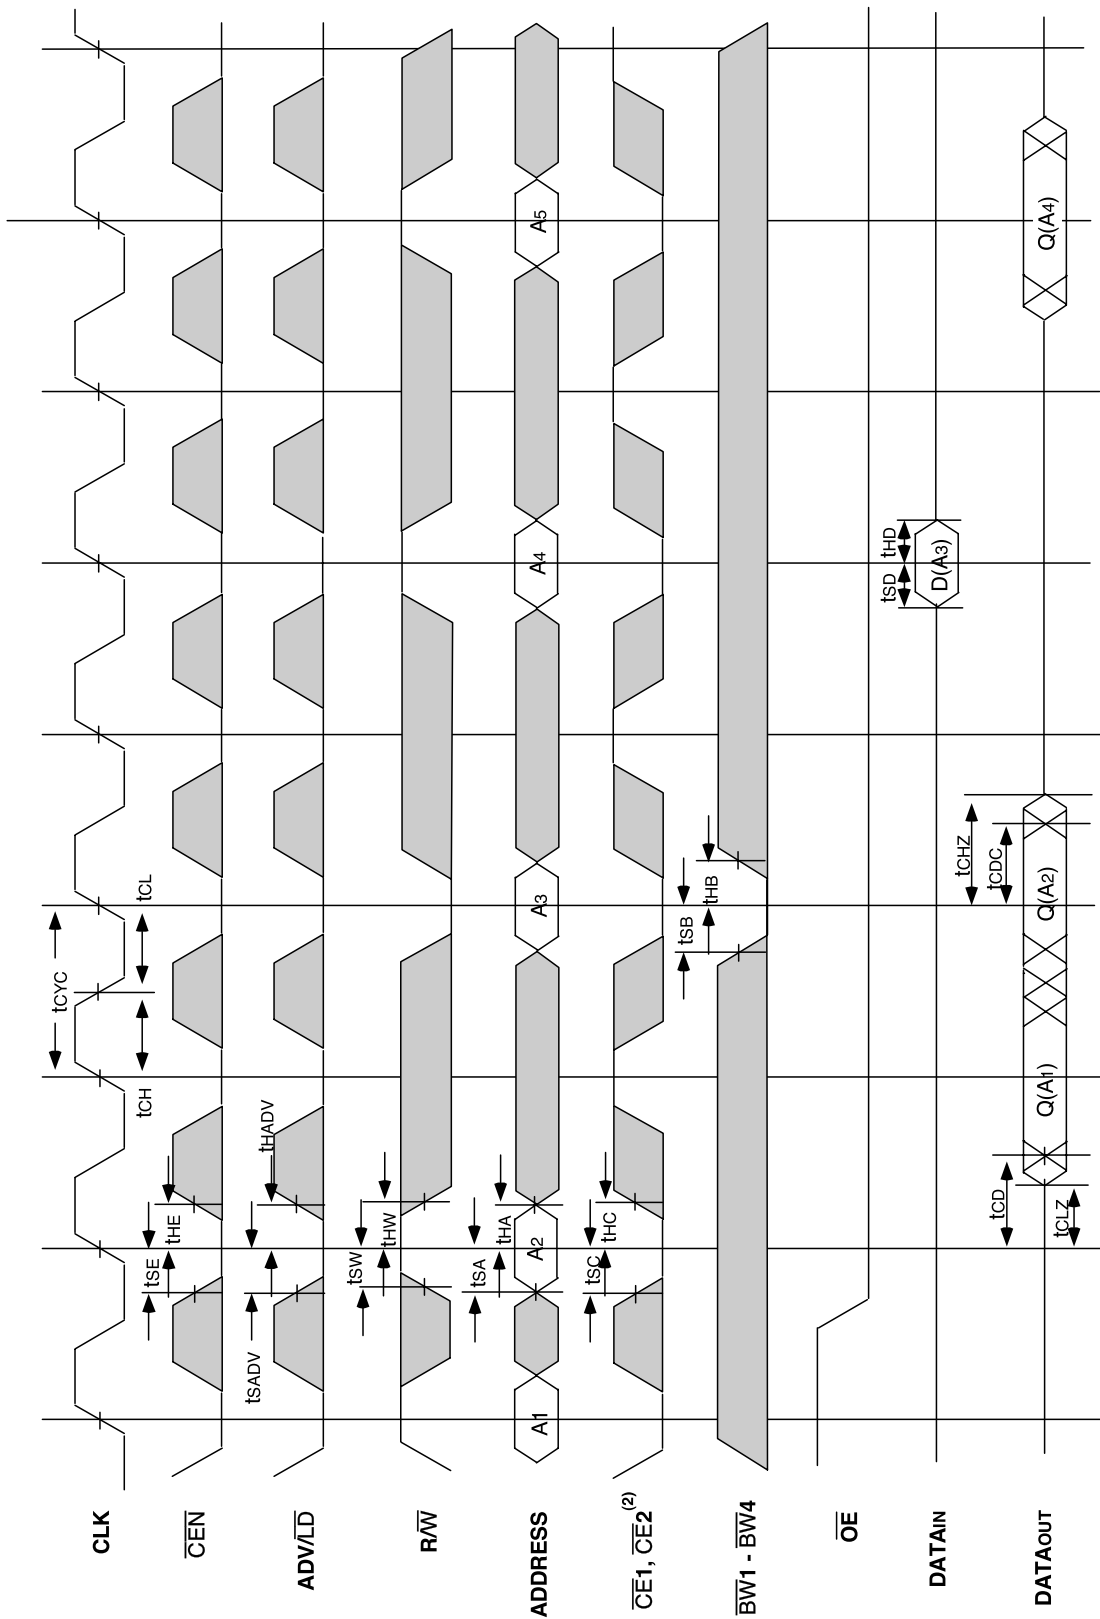 tCYC
tCH
tCL
CLK
tSE
tHE
CEN
tSADV
tHADV
ADV/LD
tSW
tHW
R/W
tSA
tHA
A1
A2
A3
A4
A5
ADDRESS
tSC
tHC
CE1, CE2(2)
tSB
tHB
BW1 - BW4
OE
tSD
tHD
D(A3)
DATAIN
tCD
tCLZ
tCHZ
tCDC
Q(A1)
Q(A2)
Q(A4)
DATAOUT